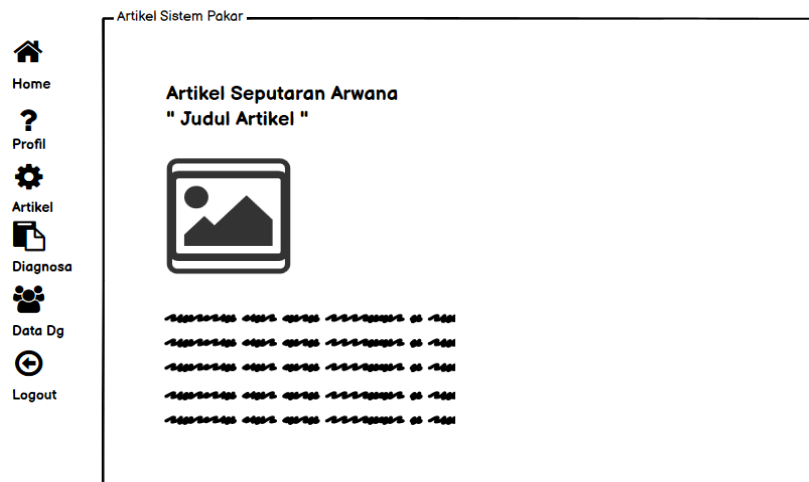 Artikel Sistem Pakar
Home
Profil
Artikel
Diagnosa
Data Dg
Logout
Artikel Seputaran Arwana
" Judul Artikel "